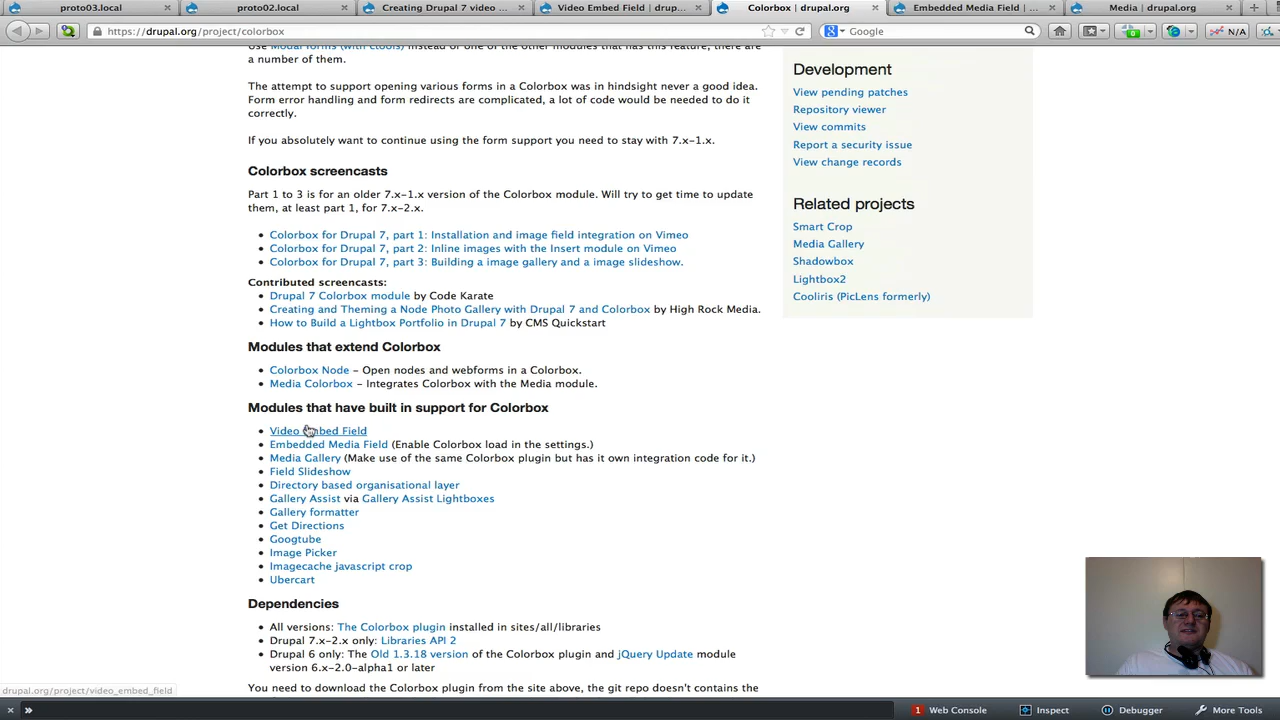 proto03.local
proto02.local
Creating Drupal 7 video ...
Video Embed Field | drup...
Colorbox | drupal.org
Embedded Media Field | ...
Media | drupal.org
https://drupal.org/project/colorbox
Google
N/A
Use Modal forms (with ctools) instead of one of the other modules that has this feature, there are
a number of them.
The attempt to support opening various forms in a Colorbox was in hindsight never a good idea.
Form error handling and form redirects are complicated, a lot of code would be needed to do it
correctly.
If you absolutely want to continue using the form support you need to stay with 7.x-1.x.
Colorbox screencasts
Part 1 to 3 is for an older 7.x-1.x version of the Colorbox module. Will try to get time to update
them, at least part 1, for 7.x-2.x.
• Colorbox for Drupal 7, part 1: Installation and image field integration on Vimeo
• Colorbox for Drupal 7, part 2: Inline images with the Insert module on Vimeo
• Colorbox for Drupal 7, part 3: Building a image gallery and a image slideshow.
Contributed screencasts:
• Drupal 7 Colorbox module by Code Karate
• Creating and Theming a Node Photo Gallery with Drupal 7 and Colorbox by High Rock Media.
• How to Build a Lightbox Portfolio in Drupal 7 by CMS Quickstart
Modules that extend Colorbox
• Colorbox Node – Open nodes and webforms in a Colorbox.
• Media Colorbox – Integrates Colorbox with the Media module.
Modules that have built in support for Colorbox
• Video Embed Field
• Embedded Media Field (Enable Colorbox load in the settings.)
• Media Gallery (Make use of the same Colorbox plugin but has it own integration code for it.)
• Field Slideshow
• Directory based organisational layer
• Gallery Assist via Gallery Assist Lightboxes
• Gallery formatter
• Get Directions
• Googtube
• Image Picker
• Imagecache javascript crop
• Ubercart
Dependencies
• All versions: The Colorbox plugin installed in sites/all/libraries
• Drupal 7.x-2.x only: Libraries API 2
• Drupal 6 only: The Old 1.3.18 version of the Colorbox plugin and jQuery Update module
version 6.x-2.0-alpha1 or later
You need to download the Colorbox plugin from the site above, the git repo doesn't contains the
Development
View pending patches
Repository viewer
View commits
Report a security issue
View change records
Related projects
Smart Crop
Media Gallery
Shadowbox
Lightbox2
Cooliris (PicLens formerly)
drupal.org/project/video_embed_field
1 Web Console
Inspect
Debugger
More Tools